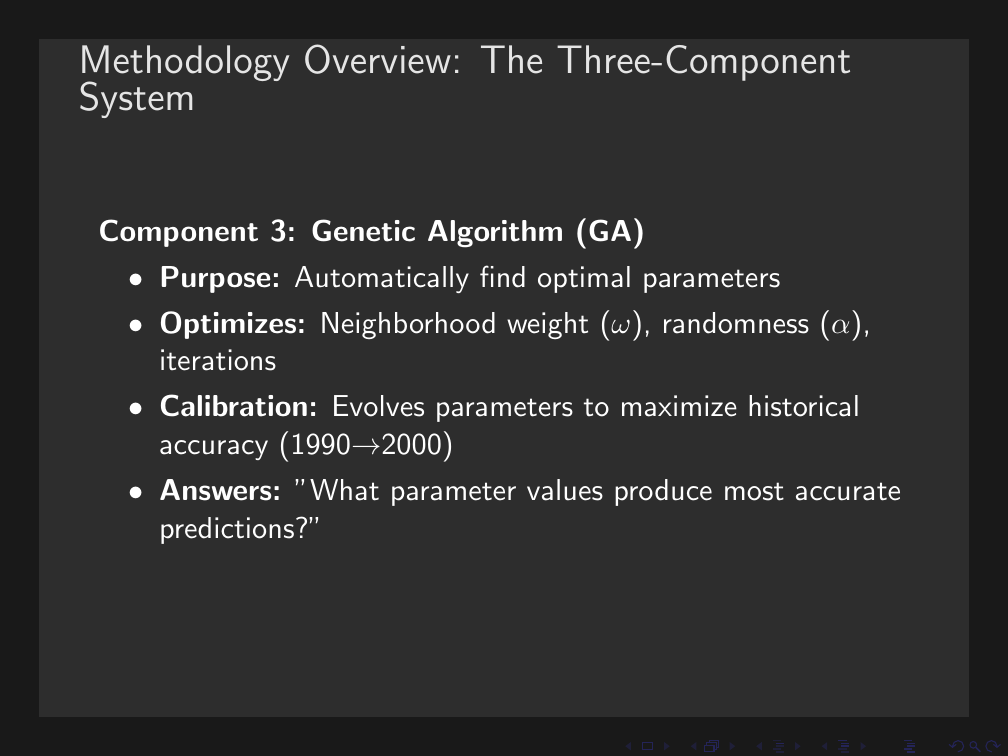 Methodology Overview: The Three-Component
System
Component 3: Genetic Algorithm (GA)
• Purpose: Automatically find optimal parameters
• Optimizes: Neighborhood weight (ω), randomness (α),
iterations
• Calibration: Evolves parameters to maximize historical
accuracy (1990→2000)
• Answers: ”What parameter values produce most accurate
predictions?”